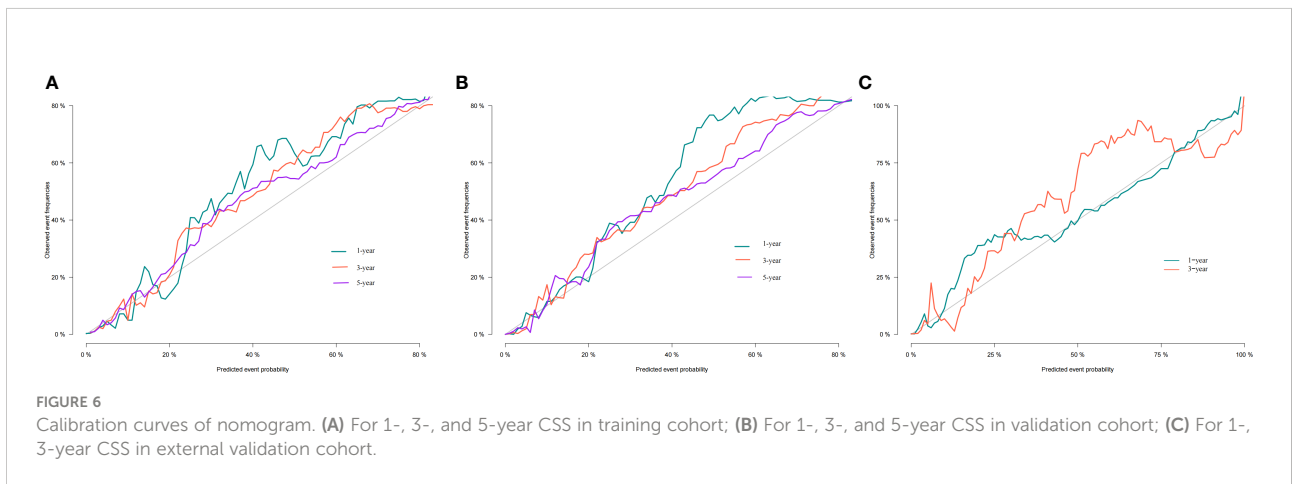 A
B
C
80 %
60 %
40 %
20 %
0 %
Observed event frequencies
1-year
3-year
5-year
0 %
20 %
40 %
60 %
80 %
Predicted event probability
80 %
60 %
40 %
20 %
0 %
Observed event frequencies
1-year
3-year
5-year
0 %
20 %
40 %
60 %
80 %
Predicted event probability
100 %
75 %
50 %
25 %
0 %
Observed event frequencies
1−year
3−year
0 %
25 %
50 %
75 %
100 %
Predicted event probability
FIGURE 6
Calibration curves of nomogram. (A) For 1-, 3-, and 5-year CSS in training cohort; (B) For 1-, 3-, and 5-year CSS in validation cohort; (C) For 1-,
3-year CSS in external validation cohort.